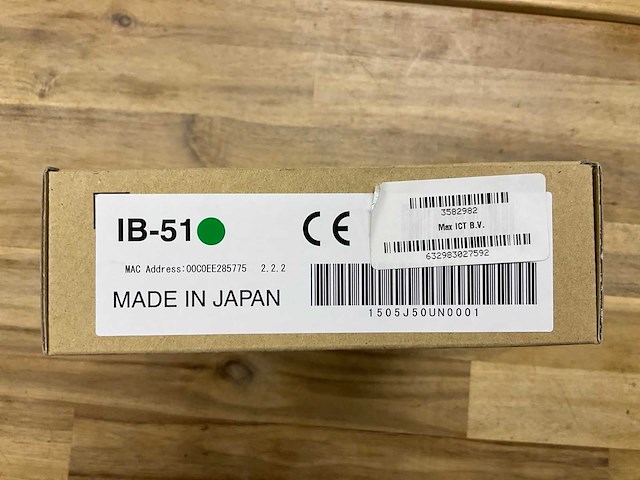 IB-51
CE
MAC Address:00C0EE285775 2.2.2
MADE IN JAPAN
1505J50UN0001
3582982
Max ICT B.V.
632983027592